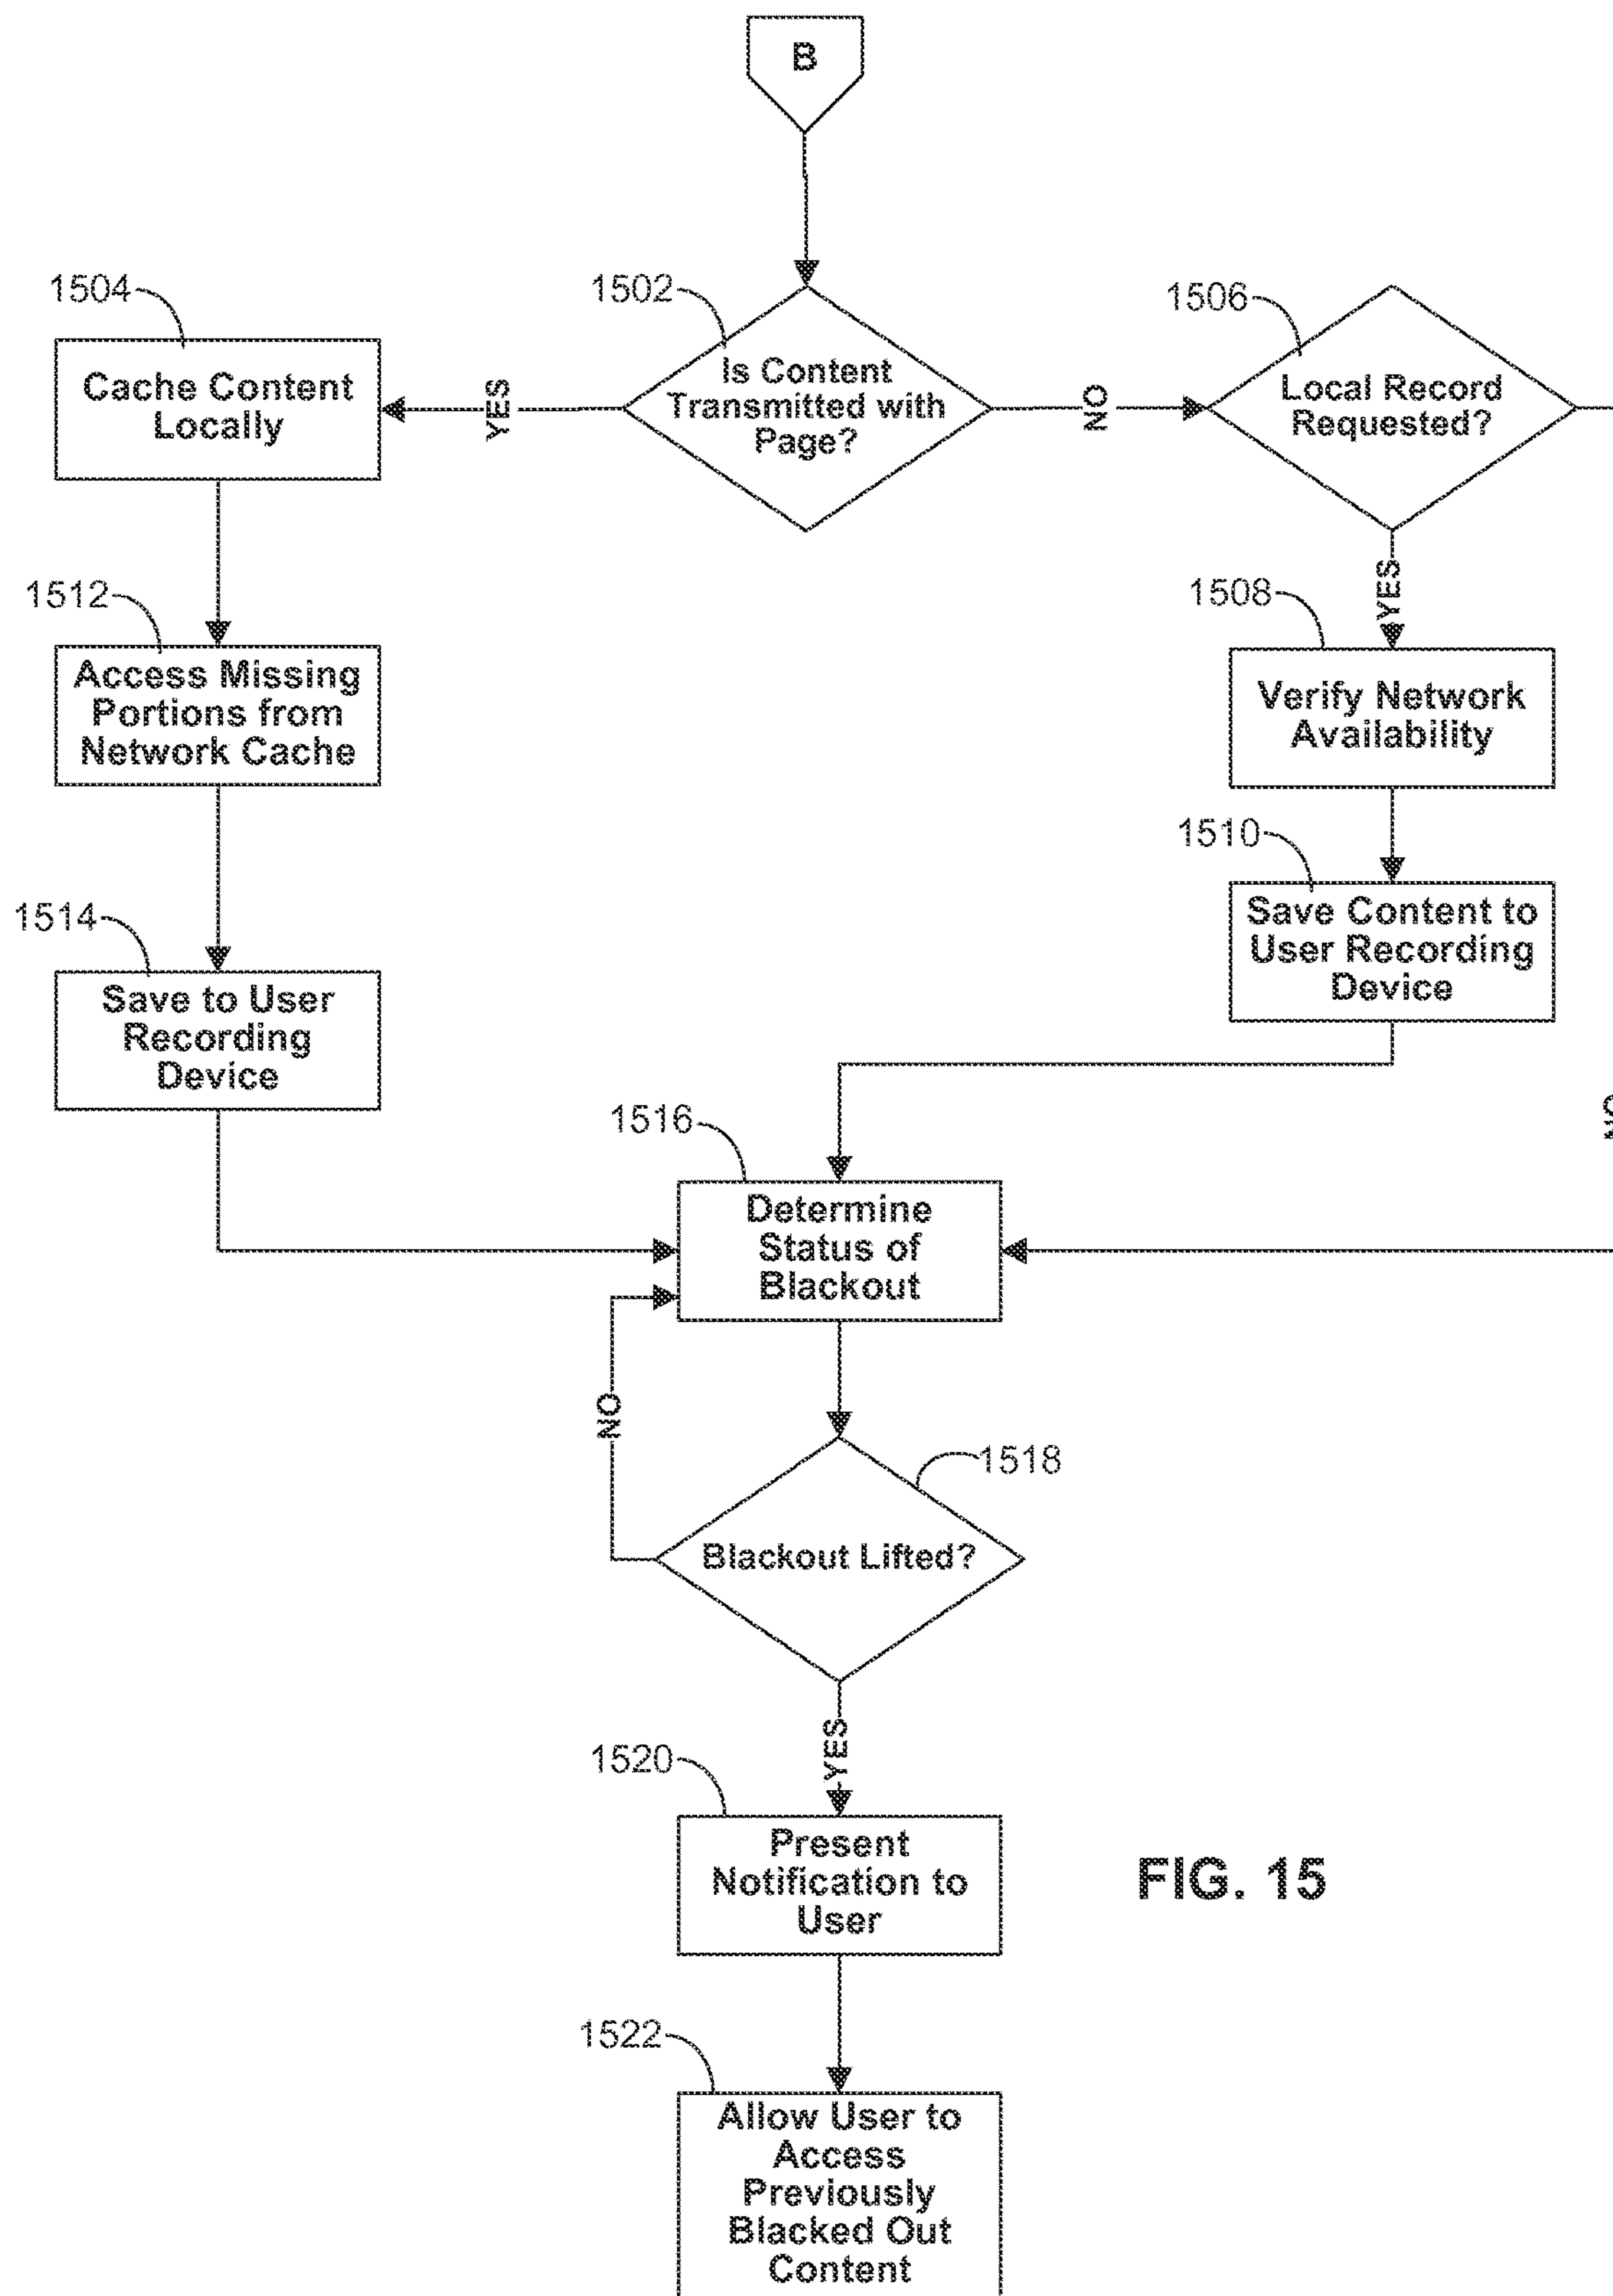 B
1504
Cache Content
Locally
YES
1502
Is Content
Transmitted with
Page?
NO
1506
Local Record
Requested?
YES
1512
Access Missing
Portions from
Network Cache
1508
Verify Network
Availability
1510
Save Content to
User Recording
Device
1514
Save to User
Recording
Device
1516
Determine
Status of
Blackout
NO
1518
Blackout Lifted?
YES
1520
Present
Notification to
User
FIG. 15
1522
Allow User to
Access
Previously
Blacked Out
Content